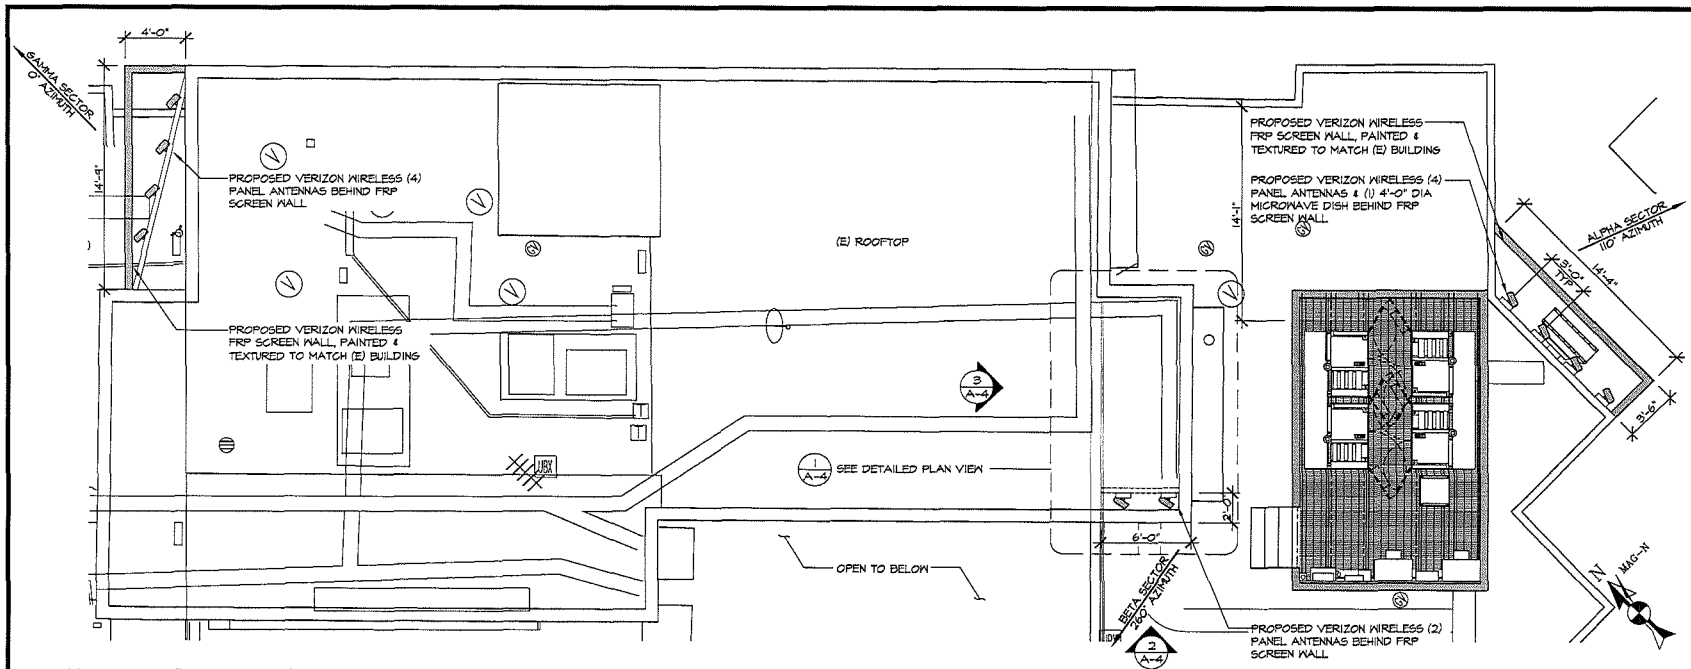 4'-0"
GAMMA SECTOR
0° AZIMUTH
14'-9"
V
PROPOSED VERIZON WIRELESS (4)
PANEL ANTENNAS BEHIND FRP
SCREEN WALL
V
GV
V
V
PROPOSED VERIZON WIRELESS
FRP SCREEN WALL, PAINTED &
TEXTURED TO MATCH (E) BUILDING
(E) ROOFTOP
3
A-4
1
A-4
SEE DETAILED PLAN VIEW
JBX
OPEN TO BELOW
14'-1"
GV
GV
V
PROPOSED VERIZON WIRELESS
FRP SCREEN WALL, PAINTED &
TEXTURED TO MATCH (E) BUILDING
PROPOSED VERIZON WIRELESS (4)
PANEL ANTENNAS & (1) 4'-0" DIA
MICROWAVE DISH BEHIND FRP
SCREEN WALL
ALPHA SECTOR
110° AZIMUTH
14'-4"
3'-0"
TYP
3'-6"
2'-0"
6'-0"
BETA SECTOR
260° AZIMUTH
2
A-4
GV
PROPOSED VERIZON WIRELESS (2)
PANEL ANTENNAS BEHIND FRP
SCREEN WALL
N
MAG-N